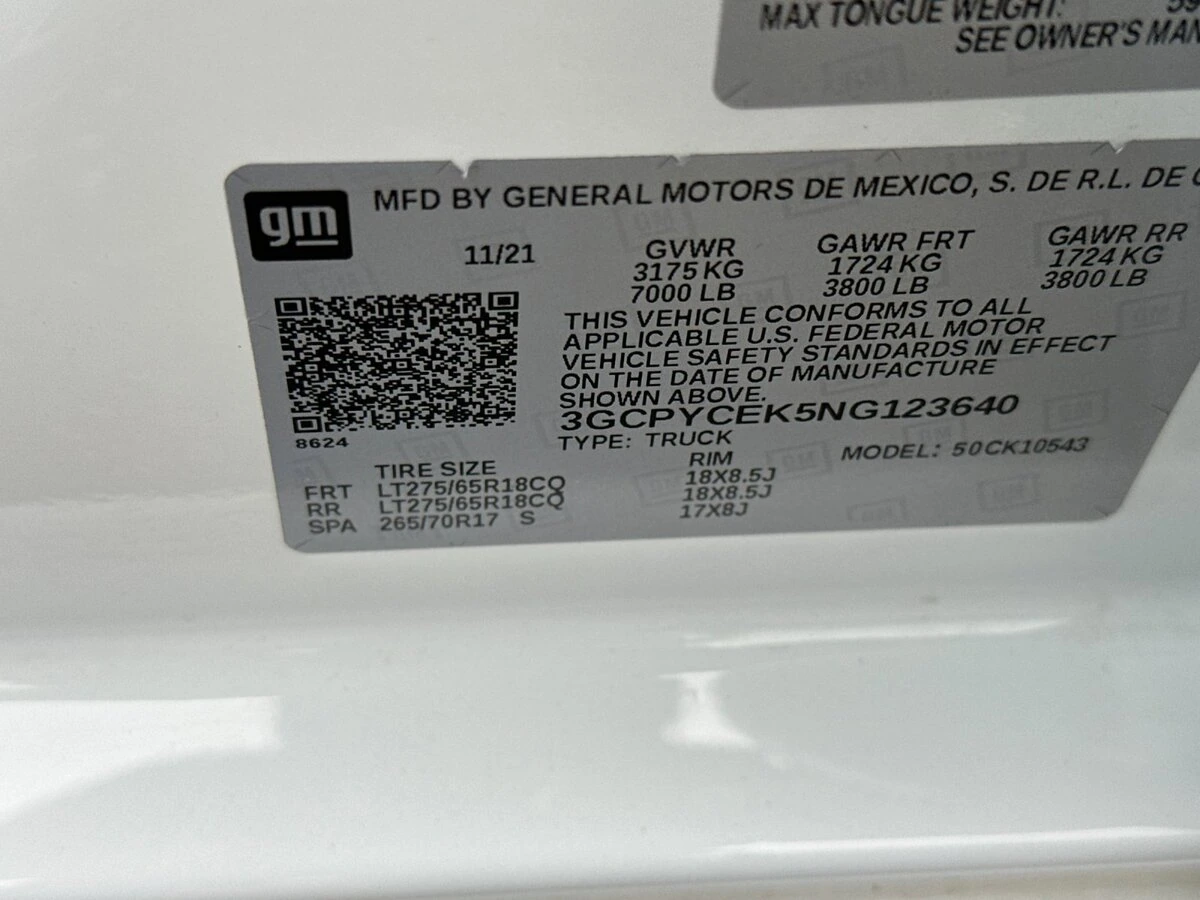 MAX TONGUE WEIGHT:
SEE OWNER'S MAN
gm
MFD BY GENERAL MOTORS DE MEXICO, S. DE R.L. DE
11/21 GVWR GAWR FRT GAWR RR
3175 KG 1724 KG 1724 KG
7000 LB 3800 LB 3800 LB
THIS VEHICLE CONFORMS TO ALL
APPLICABLE U.S. FEDERAL MOTOR
VEHICLE SAFETY STANDARDS IN EFFECT
ON THE DATE OF MANUFACTURE
SHOWN ABOVE.
3GCPYCEK5NG123640
8624
TYPE: TRUCK MODEL: 50CK10543
TIRE SIZE RIM
FRT LT275/65R18CQ 18X8.5J
RR LT275/65R18CQ 18X8.5J
SPA 265/70R17 S 17X8J